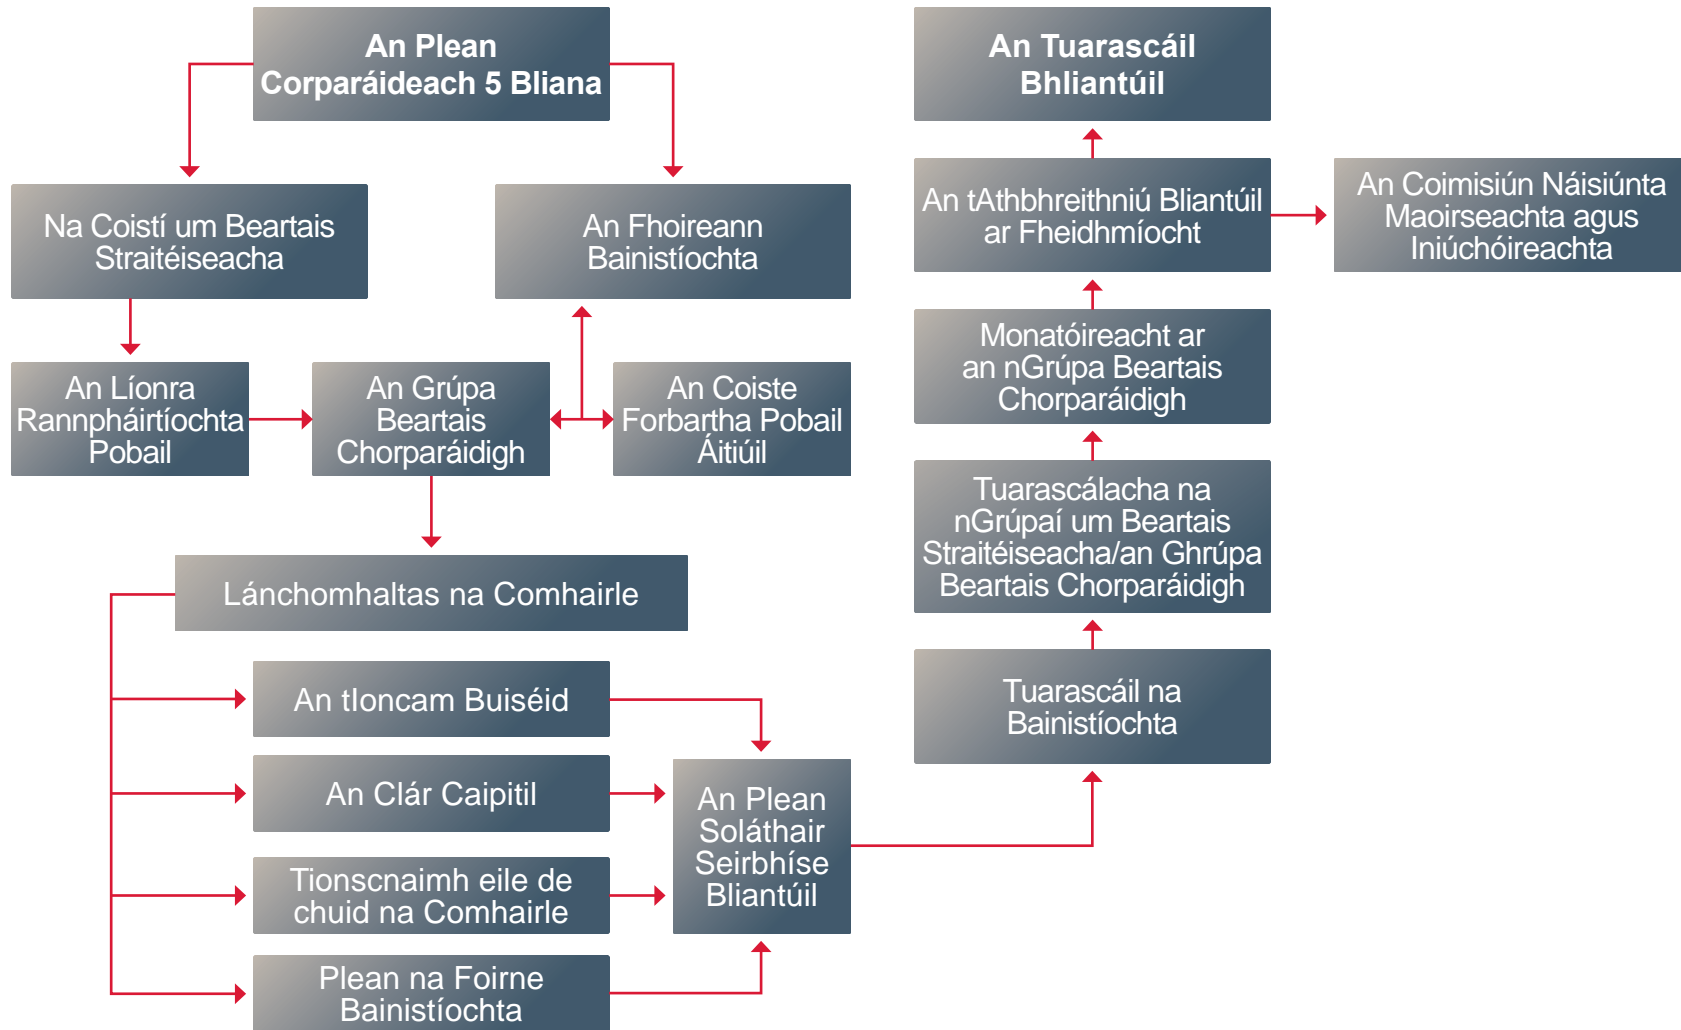 An Plean
Corparáideach 5 Bliana
Na Coistí um Beartais
Straitéiseacha
An Fhoireann
Bainistíochta
An Líonra
Rannpháirtíochta
Pobail
An Grúpa
Beartais
Chorparáidigh
An Coiste
Forbartha Pobail
Áitiúil
Lánchomhaltas na Comhairle
An tIoncam Buiséid
An Clár Caipitil
Tionscnaimh eile de
chuid na Comhairle
Plean na Foirne
Bainistíochta
An Plean
Soláthair
Seirbhíse
Bliantúil
An Tuarascáil
Bhliantúil
An tAthbhreithniú Bliantúil
ar Fheidhmíocht
An Coimisiún Náisiúnta
Maoirseachta agus
Iniúchóireachta
Monatóireacht ar
an nGrúpa Beartais
Chorparáidigh
Tuarascálacha na
nGrúpaí um Beartais
Straitéiseacha/an Ghrúpa
Beartais Chorparáidigh
Tuarascáil na
Bainistíochta